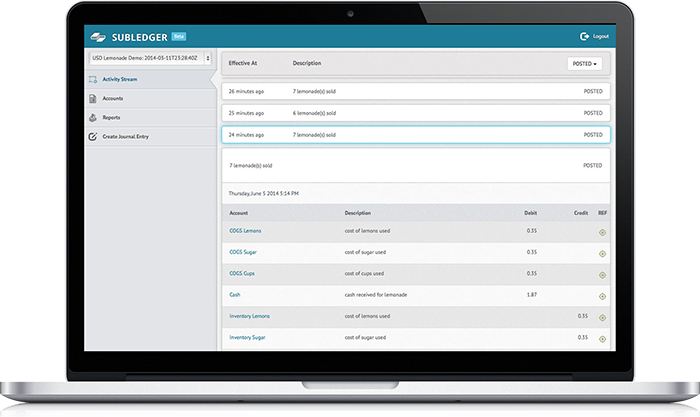 SUBLEDGER Beta
Logout
USD Lemonade Demo: 2014-03-11T23:28:40Z
Activity Stream
Accounts
Reports
Create Journal Entry
Effective At Description POSTED
26 minutes ago 7 lemonade(s) sold POSTED
25 minutes ago 6 lemonade(s) sold POSTED
24 minutes ago 7 lemonade(s) sold POSTED
7 lemonade(s) sold POSTED
Thursday, June 5 2014 5:14 PM
Account Description Debit Credit REF
COGS Lemons cost of lemons used 0.35
COGS Sugar cost of sugar used 0.35
COGS Cups cost of cups used 0.35
Cash cash received for lemonade 1.87
Inventory Lemons cost of lemons used 0.35
Inventory Sugar cost of sugar used 0.35